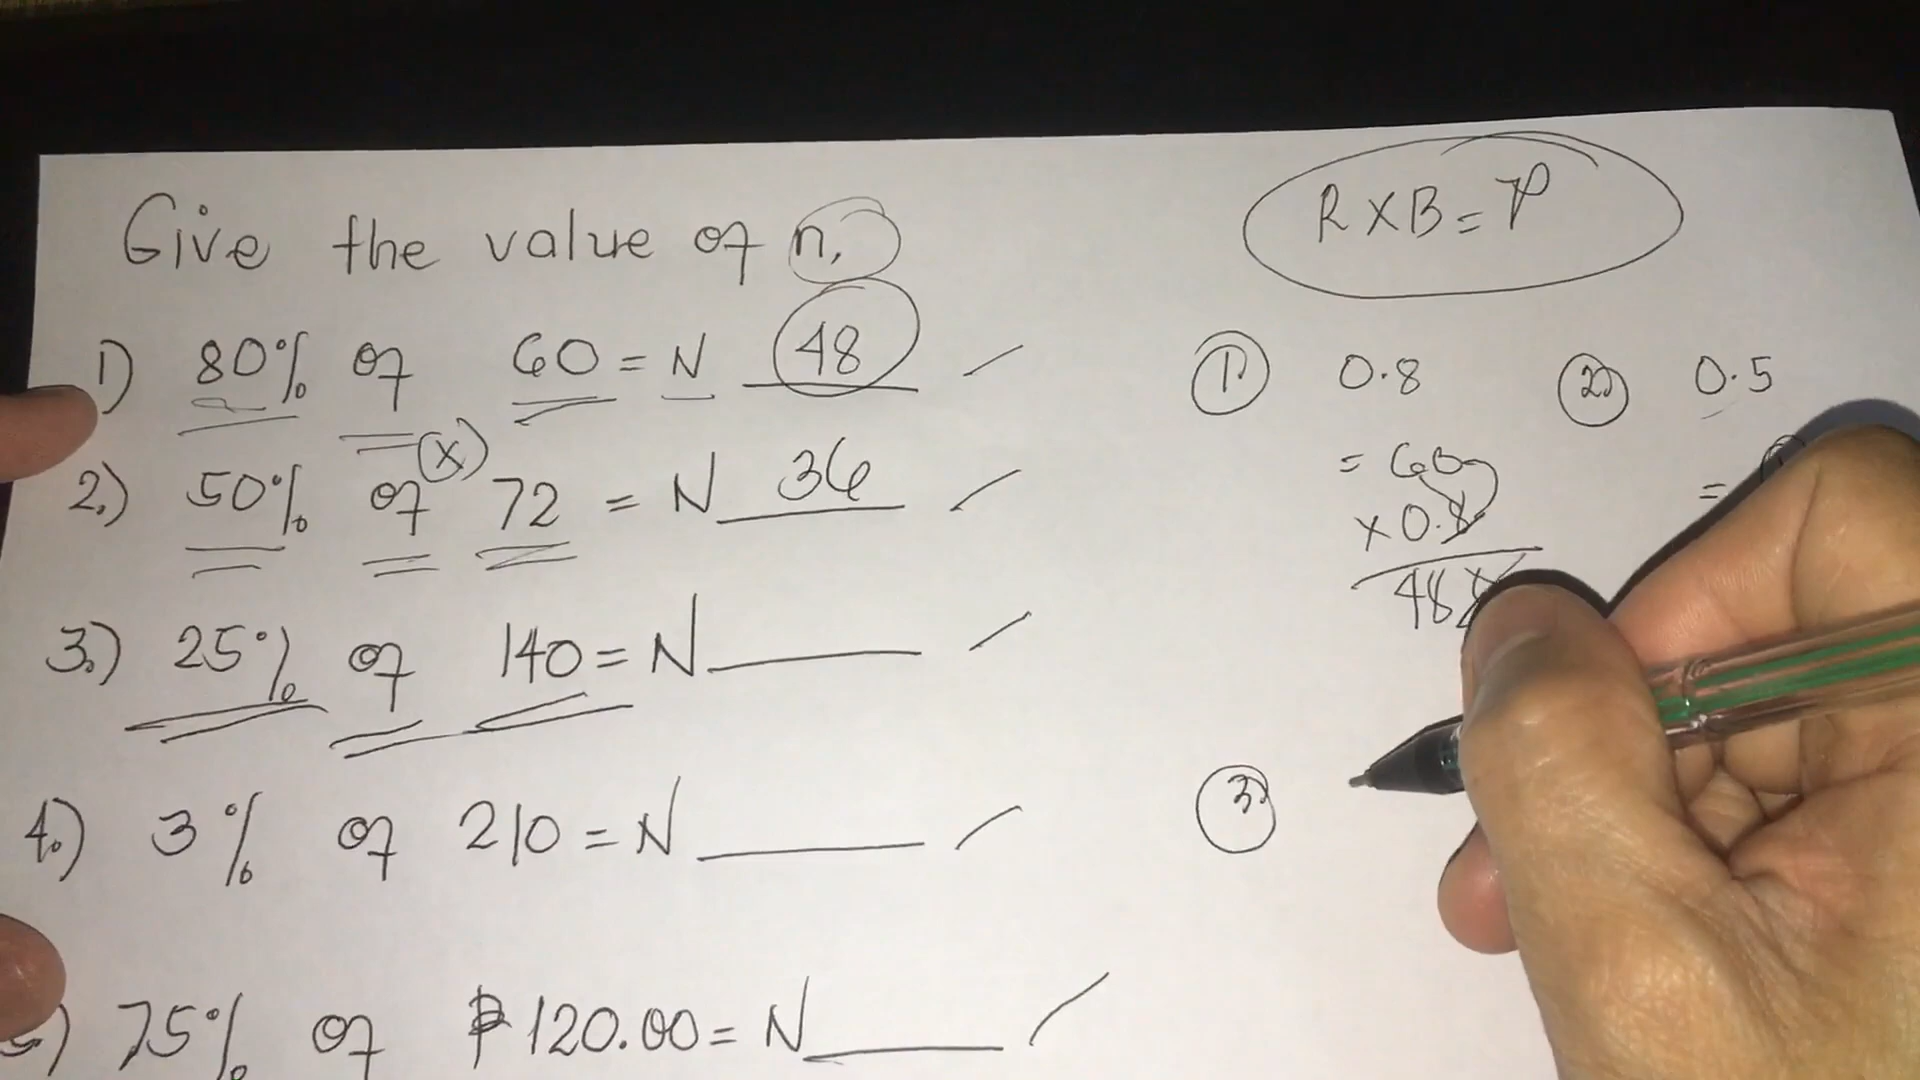 Give the value of n.
R X B = P
1) 80% of 60 = N 48
(x)
2.) 50% of 72 = N 36
3.) 25% of 140 = N
4.) 3% of 210 = N
) 75% of ₱120.00 = N
1. 0.8
= 60
x 0.8
48
2. 0.5
=
3.